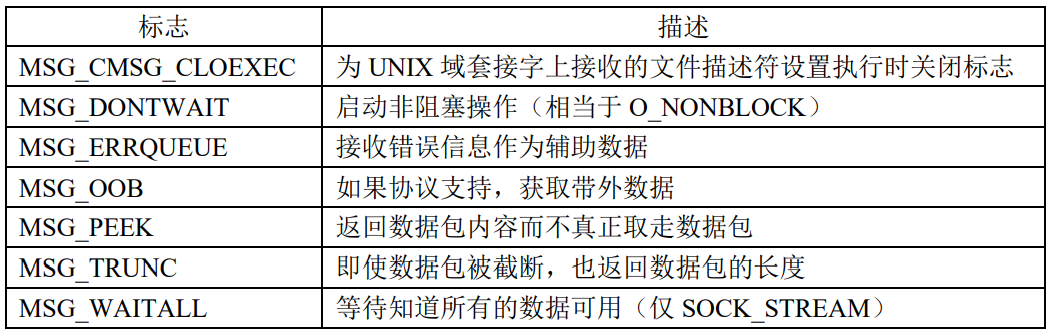 标志 描述
MSG_CMSG_CLOEXEC 为 UNIX 域套接字上接收的文件描述符设置执行时关闭标志
MSG_DONTWAIT 启动非阻塞操作（相当于 O_NONBLOCK）
MSG_ERRQUEUE 接收错误信息作为辅助数据
MSG_OOB 如果协议支持，获取带外数据
MSG_PEEK 返回数据包内容而不真正取走数据包
MSG_TRUNC 即使数据包被截断，也返回数据包的长度
MSG_WAITALL 等待知道所有的数据可用（仅 SOCK_STREAM）